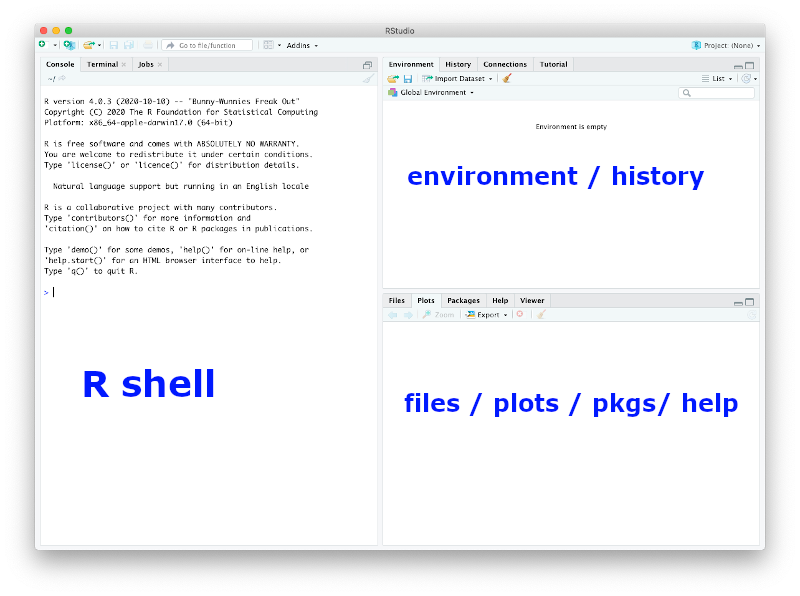 RStudio
Go to file/function
Addins
Project: (None)
Console Terminal Jobs
~/
R version 4.0.3 (2020-10-10) -- "Bunny-Wunnies Freak Out"
Copyright (C) 2020 The R Foundation for Statistical Computing
Platform: x86_64-apple-darwin17.0 (64-bit)
R is free software and comes with ABSOLUTELY NO WARRANTY.
You are welcome to redistribute it under certain conditions.
Type 'license()' or 'licence()' for distribution details.
Natural language support but running in an English locale
R is a collaborative project with many contributors.
Type 'contributors()' for more information and
'citation()' on how to cite R or R packages in publications.
Type 'demo()' for some demos, 'help()' for on-line help, or
'help.start()' for an HTML browser interface to help.
Type 'q()' to quit R.
>
R shell
Environment History Connections Tutorial
Import Dataset
List
Global Environment
Environment is empty
environment / history
Files Plots Packages Help Viewer
Zoom Export
files / plots / pkgs/ help